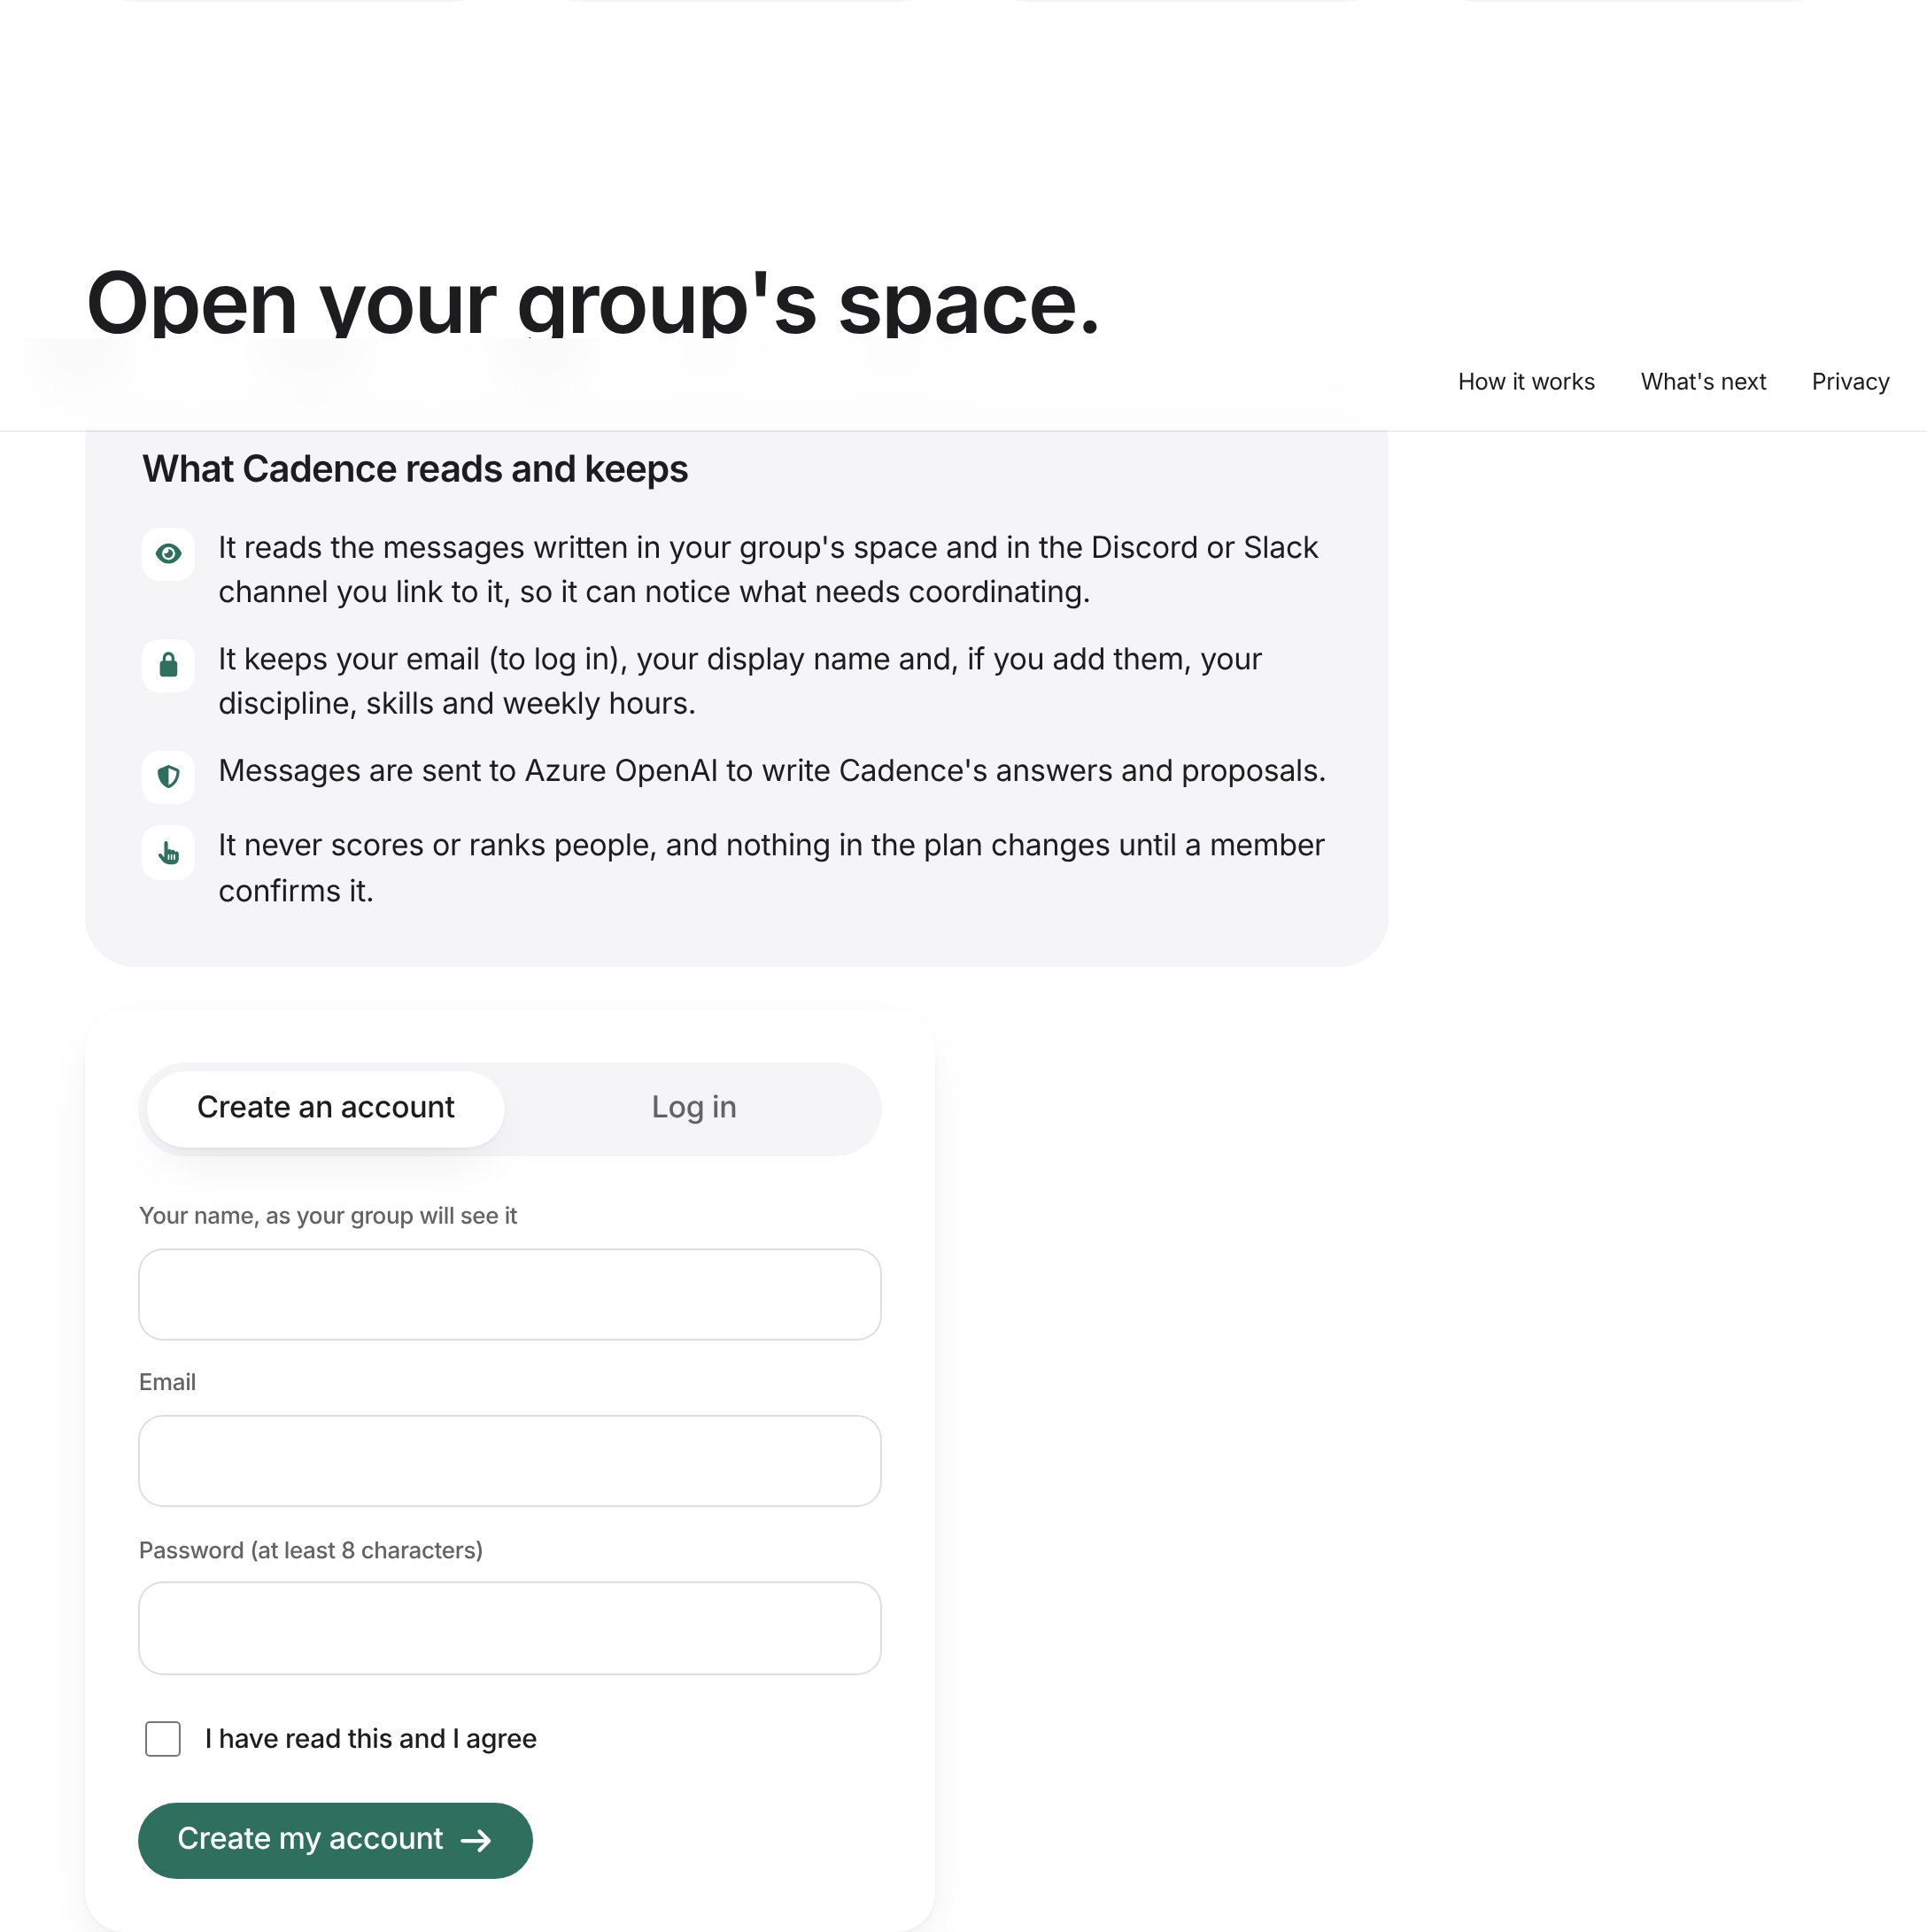 Open your group's space.
How it works What's next Privacy
What Cadence reads and keeps
It reads the messages written in your group's space and in the Discord or Slack
channel you link to it, so it can notice what needs coordinating.
It keeps your email (to log in), your display name and, if you add them, your
discipline, skills and weekly hours.
Messages are sent to Azure OpenAI to write Cadence's answers and proposals.
It never scores or ranks people, and nothing in the plan changes until a member
confirms it.
Create an account Log in
Your name, as your group will see it
Email
Password (at least 8 characters)
I have read this and I agree
Create my account →